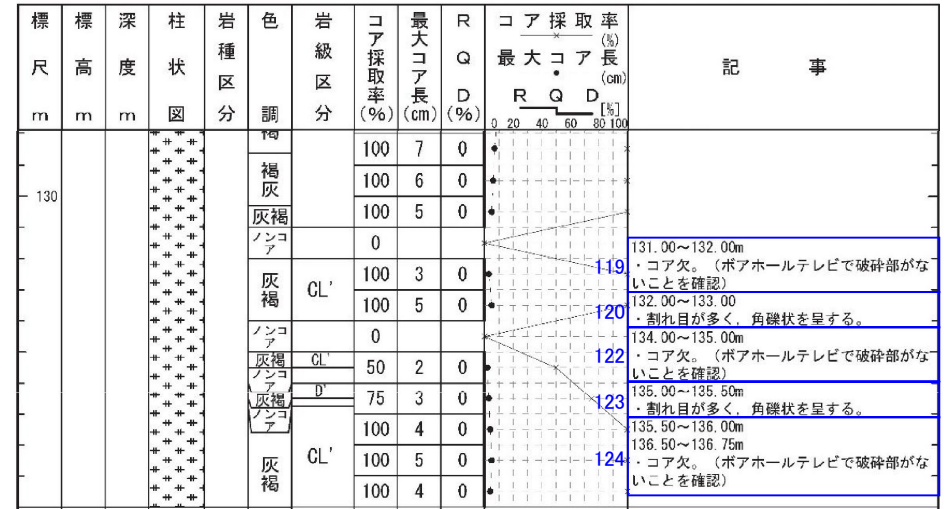 標尺 m
標高 m
深度 m
柱状図
岩種区分
色調
岩級区分
コア採取率(%)
最大コア長(cm)
RQD(%)
コア採取率
(%)
最大コア長
(cm)
RQD
[%]
0 20 40 60 80 100
記事
褐
100 7 0
褐灰
100 6 0
130
灰褐
100 5 0
ノンコア
0
131.00～132.00m
119
・コア欠。（ボアホールテレビで破砕部がな
いことを確認）
灰褐
CL'
100 3 0
100 5 0
120
132.00～133.00
・割れ目が多く，角礫状を呈する。
ノンコア
0
134.00～135.00m
122
・コア欠。（ボアホールテレビで破砕部がな
いことを確認）
灰褐
CL'
50 2 0
ノンコア
灰褐
D'
75 3 0
123
135.00～135.50m
・割れ目が多く，角礫状を呈する。
ノンコア
100 4 0
135.50～136.00m
136.50～136.75m
124
・コア欠。（ボアホールテレビで破砕部がな
いことを確認）
灰褐
CL'
100 5 0
100 4 0